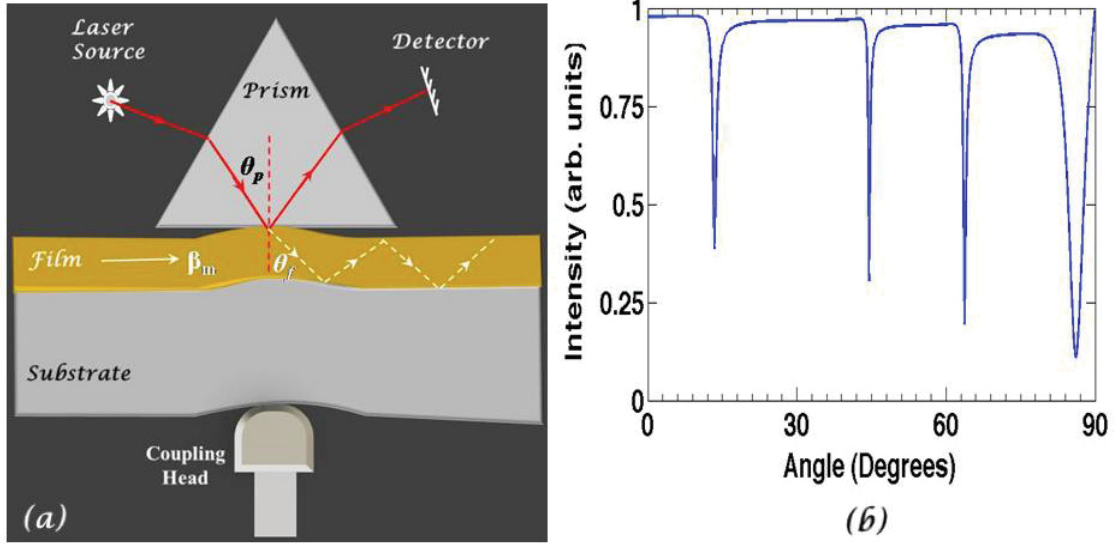 Laser
Source
Detector
Prism
θp
Film
βm
θf
Substrate
Coupling
Head
(a)
Intensity (arb. units)
1
0.75
0.5
0.25
0
0 30 60 90
Angle (Degrees)
(b)